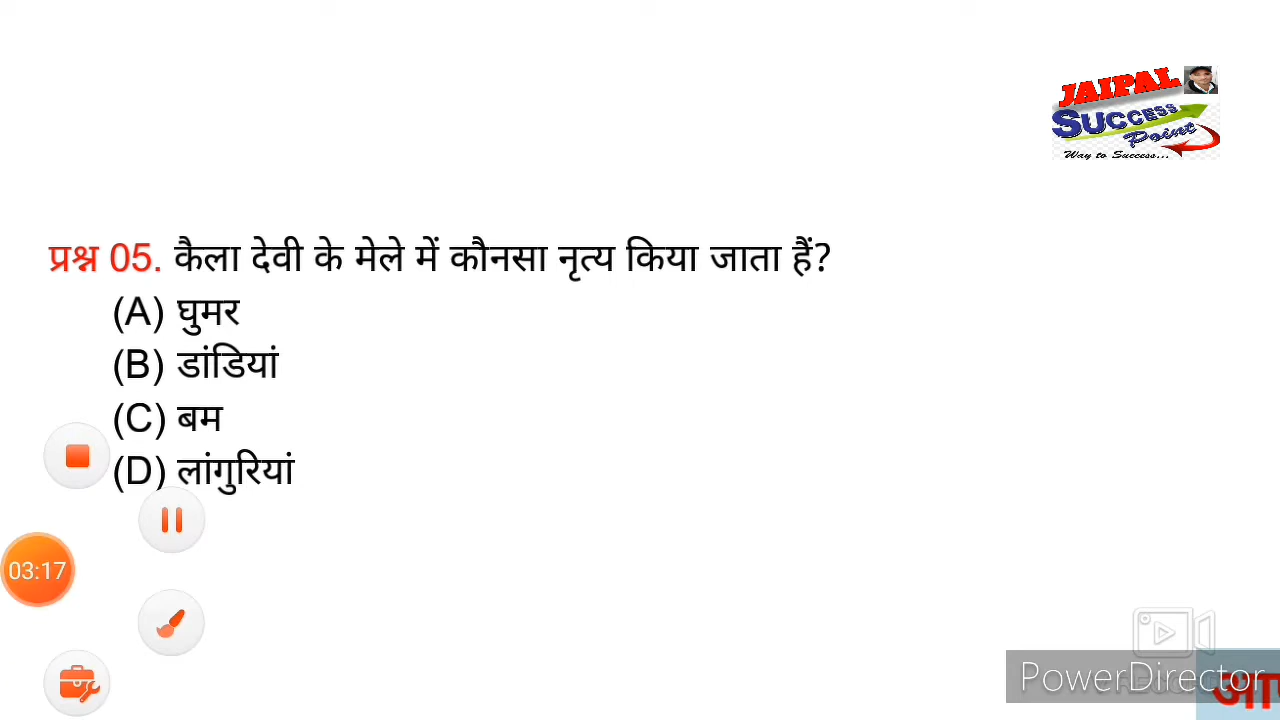 JAIPAL
Success
Point
Way to Success...
प्रश्न 05. कैला देवी के मेले में कौनसा नृत्य किया जाता हैं?
(A) घुमर
(B) डांडियां
(C) बम
(D) लांगुरियां
03:17
PowerDirector